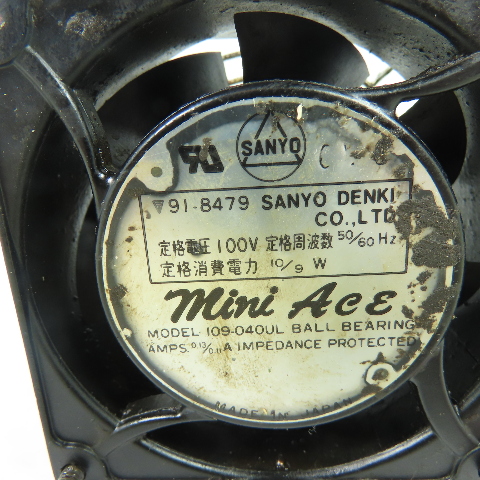 SANYO
▽91-8479 SANYO DENKI
CO.,LTD
定格電圧 100V 定格周波数 50/60 Hz
定格消費電力 10/9 W
Mini Ace
MODEL 109-040UL BALL BEARING
AMPS 0.13/0.11 A IMPEDANCE PROTECTED
MADE IN JAPAN